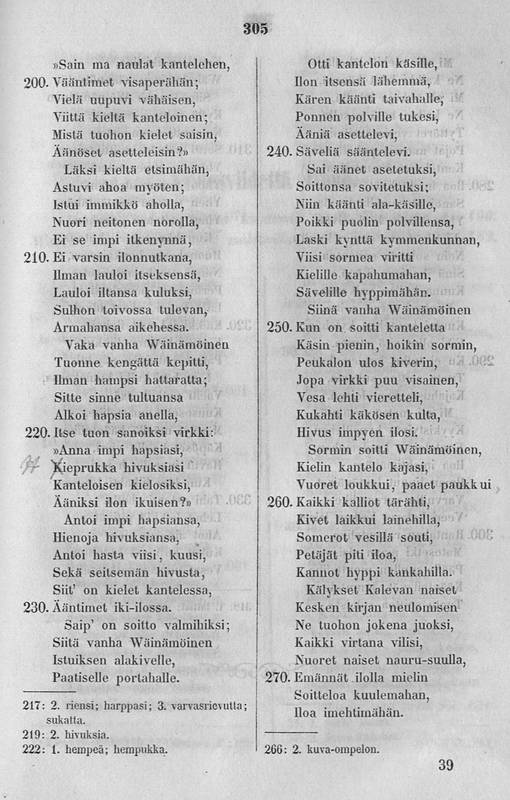 305
»Sain ma naulat kantelehen,
200. Vääntimet visaperähän;
Vielä uupuvi vähäisen,
Viittä kieltä kanteloinen;
Mistä tuohon kielet saisin,
Äänöset asetteleisin?»
Läksi kieltä etsimähän,
Astuvi ahoa myöten;
Istui immikkö aholla,
Nuori neitonen norolla,
Ei se impi itkenynnä,
210. Ei varsin ilonnutkana,
Ilman lauloi itseksensä,
Lauloi iltansa kuluksi,
Sulhon toivossa tulevan,
Armahansa aikehessa.
Vaka vanha Wäinämöinen
Tuonne kengättä kepitti,
Ilman hampsi hattaratta;
Sitte sinne tultuansa
Alkoi hapsia anella,
220. Itse tuon sanoiksi virkki:
»Anna impi hapsiasi,
Kieprukka hivuksiasi
Kanteloisen kielosiksi,
Ääniksi ilon ikuisen?»
Antoi impi hapsiansa,
Hienoja hivuksiansa,
Antoi hasta viisi, kuusi,
Sekä seitsemän hivusta,
Siit' on kielet kantelessa,
230. Ääntimet iki-ilossa.
Saip' on soitto valmihiksi;
Siitä vanha Wäinämöinen
Istuiksen alakivelle,
Paatiselle portahalle.
217: 2. riensi; harppasi; 3. varvasrievutta;
sukatta.
219: 2. hivuksia.
222: 1. hempeä; hempukka.
Otti kantelon käsille,
Ilon itsensä lähemmä,
Kären käänti taivahalle,
Ponnen polville tukesi,
Ääniä asettelevi,
240. Säveliä sääntelevi.
Sai äänet asetetuksi,
Soittonsa sovitetuksi;
Niin käänti ala-käsille,
Poikki puolin polvillensa,
Laski kynttä kymmenkunnan,
Viisi sormea viritti
Kielille kapahumahan,
Sävelille hyppimähän.
Siinä vanha Wäinämöinen
250. Kun on soitti kanteletta
Käsin pienin, hoikin sormin,
Peukalon ulos kiverin,
Jopa virkki puu visainen,
Vesa lehti vieretteli,
Kukahti käkösen kulta,
Hivus impyen ilosi.
Sormin soitti Wäinämöinen,
Kielin kantelo kajasi,
Vuoret loukkui, paaet paukkui
260. Kaikki kalliot tärähti,
Kivet laikkui lainehilla,
Somerot vesillä souti,
Petäjät piti iloa,
Kannot hyppi kankahilla.
Kälykset Kalevan naiset
Kesken kirjan neulomisen
Ne tuohon jokena juoksi,
Kaikki virtana vilisi,
Nuoret naiset nauru-suulla,
270. Emännät ilolla mielin
Soitteloa kuulemahan,
Iloa imehtimähän.
266: 2. kuva-ompelon.
39